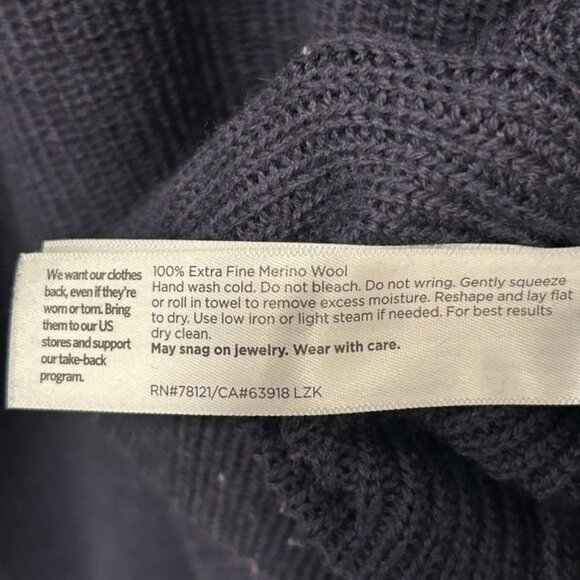 We want our clothes
back, even if they're
worn or torn. Bring
them to our US
stores and support
our take-back
program.
100% Extra Fine Merino Wool
Hand wash cold. Do not bleach. Do not wring. Gently squeeze
or roll in towel to remove excess moisture. Reshape and lay flat
to dry. Use low iron or light steam if needed. For best results
dry clean.
May snag on jewelry. Wear with care.
RN#78121/CA#63918 LZK